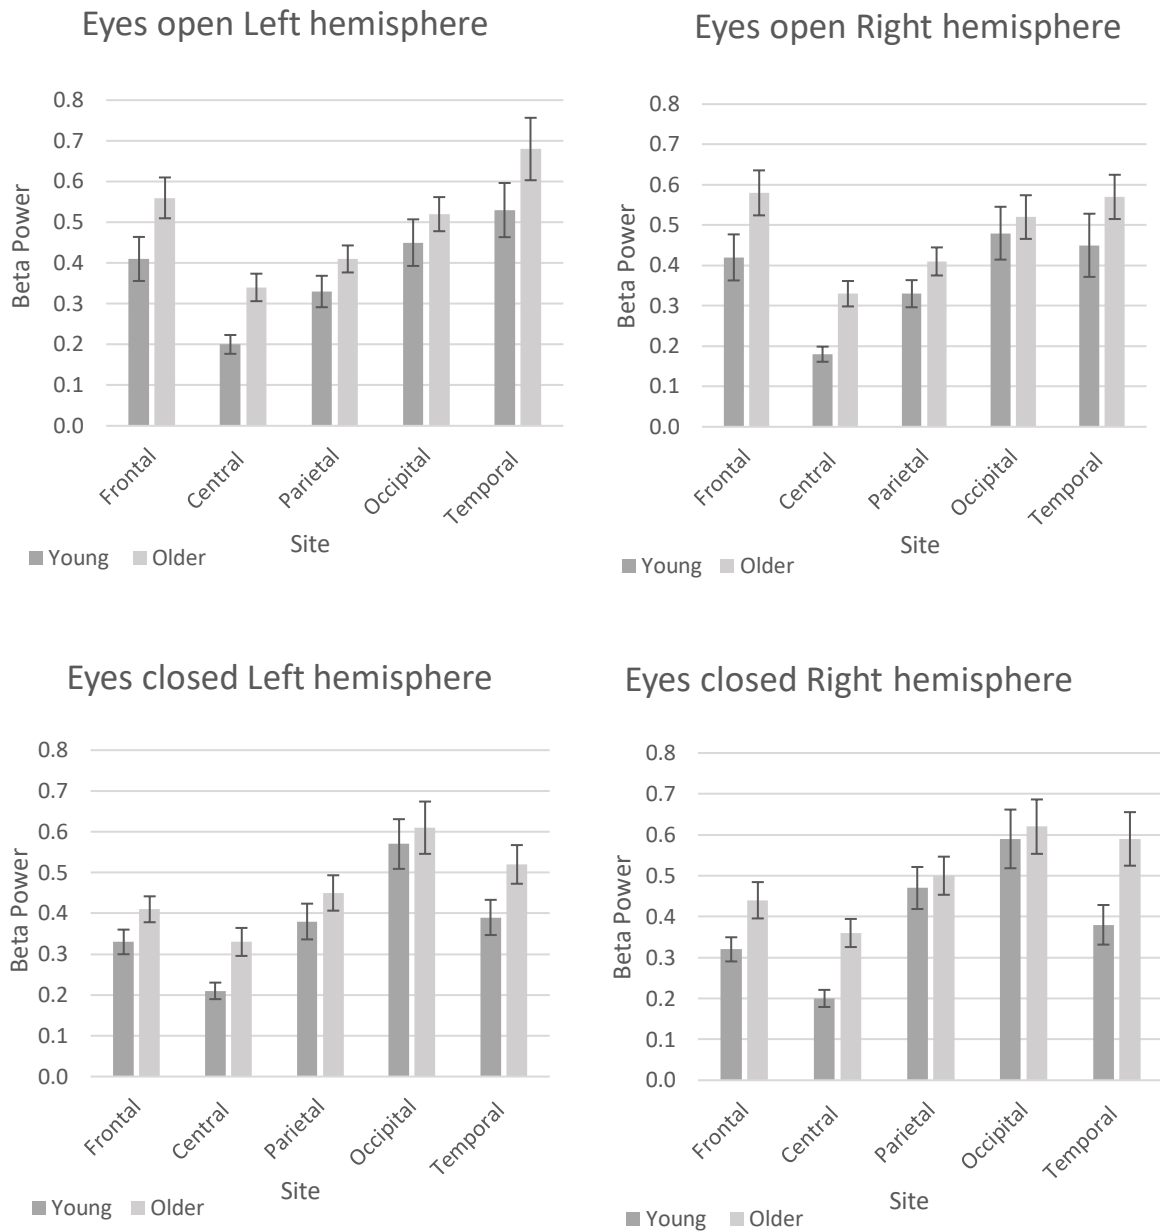 Eyes open Left hemisphere
Beta Power
0.8
0.7
0.6
0.5
0.4
0.3
0.2
0.1
0.0
Frontal
Central
Parietal
Occipital
Temporal
Site
Young Older
Eyes open Right hemisphere
Beta Power
0.8
0.7
0.6
0.5
0.4
0.3
0.2
0.1
0.0
Frontal
Central
Parietal
Occipital
Temporal
Site
Young Older
Eyes closed Left hemisphere
Beta Power
0.8
0.7
0.6
0.5
0.4
0.3
0.2
0.1
0.0
Frontal
Central
Parietal
Occipital
Temporal
Site
Young Older
Eyes closed Right hemisphere
Beta Power
0.8
0.7
0.6
0.5
0.4
0.3
0.2
0.1
0.0
Frontal
Central
Parietal
Occipital
Temporal
Site
Young Older